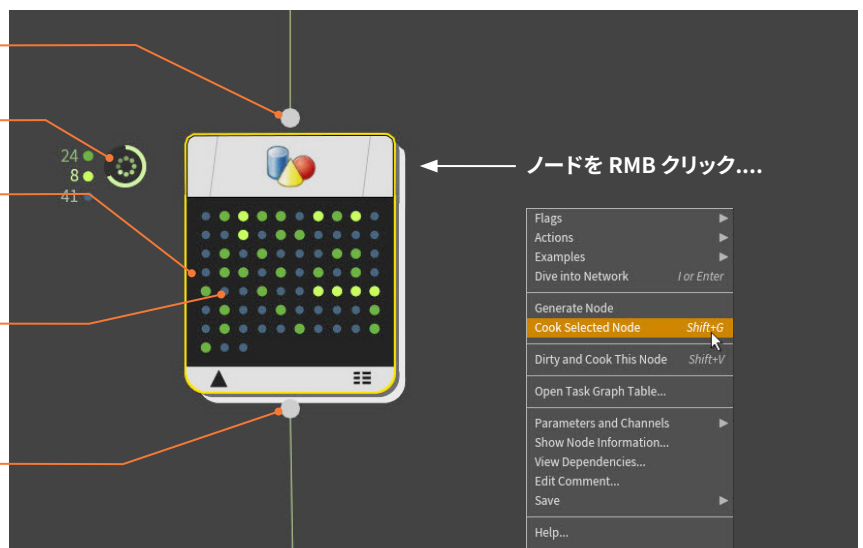 24
8
41
ノードを RMB クリック....
Flags
Actions
Examples
Dive into Network I or Enter
Generate Node
Cook Selected Node Shift+G
Dirty and Cook This Node Shift+V
Open Task Graph Table...
Parameters and Channels
Show Node Information...
View Dependencies...
Edit Comment...
Save
Help...